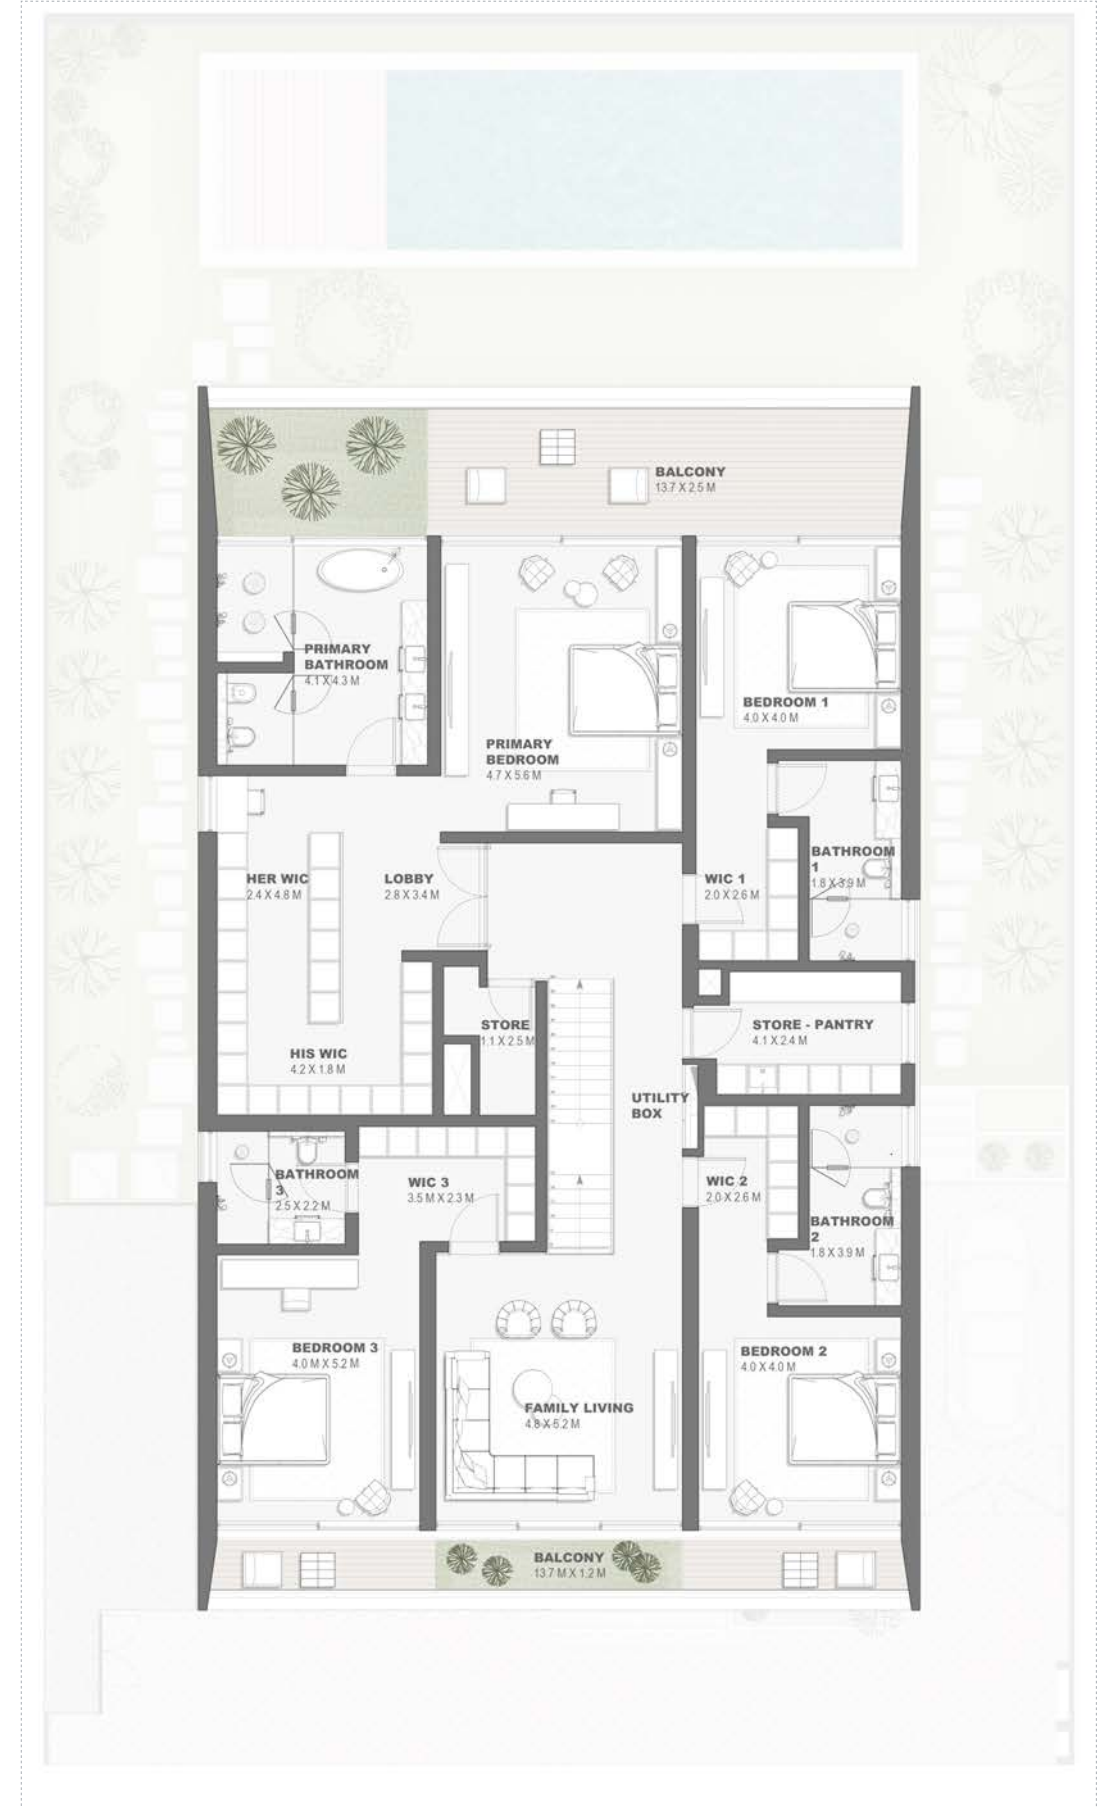 BALCONY
13.7 X 2.5 M
PRIMARY
BATHROOM
4.1 X 4.3 M
BEDROOM 1
4.0 X 4.0 M
PRIMARY
BEDROOM
4.7 X 5.6 M
BATHROOM
1
1.8 X 3.9 M
HER WIC
2.4 X 4.8 M
LOBBY
2.8 X 3.4 M
WIC 1
2.0 X 2.6 M
STORE
1.1 X 2.5 M
STORE - PANTRY
4.1 X 2.4 M
HIS WIC
4.2 X 1.8 M
UTILITY
BOX
BATHROOM
3
2.5 X 2.2 M
WIC 3
3.5 M X 2.3 M
WIC 2
2.0 X 2.6 M
BATHROOM
2
1.8 X 3.9 M
BEDROOM 3
4.0 M X 5.2 M
BEDROOM 2
4.0 X 4.0 M
FAMILY LIVING
4.8 X 5.2 M
BALCONY
13.7 M X 1.2 M